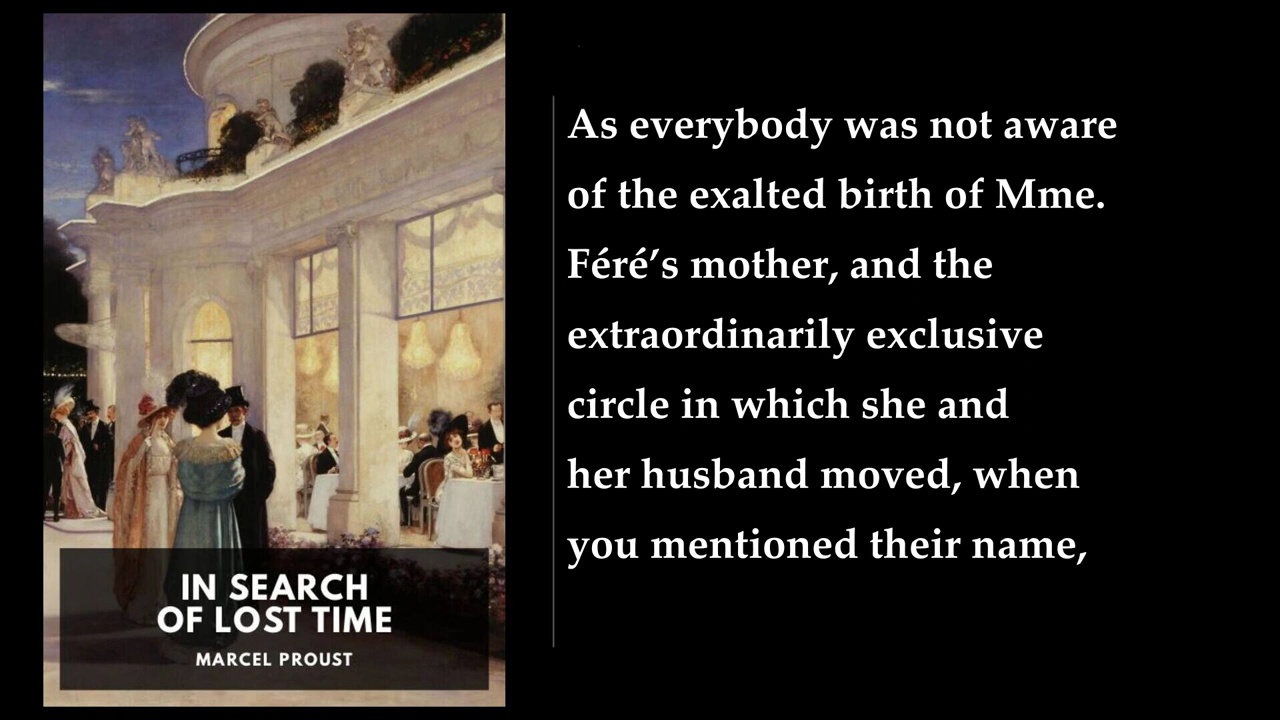 IN SEARCH
OF LOST TIME
MARCEL PROUST
As everybody was not aware
of the exalted birth of Mme.
Féré’s mother, and the
extraordinarily exclusive
circle in which she and
her husband moved, when
you mentioned their name,